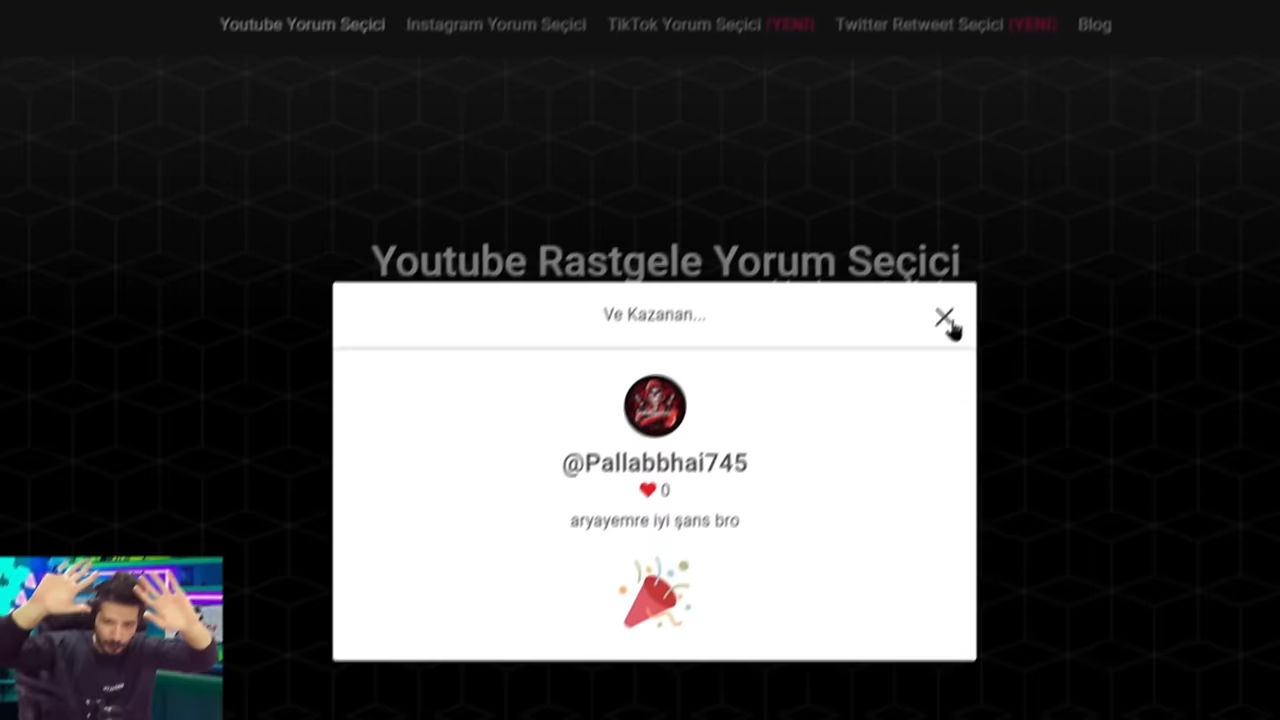 Youtube Yorum Seçici Instagram Yorum Seçici TikTok Yorum Seçici (YENİ) Twitter Retweet Seçici (YENİ) Blog
Youtube Rastgele Yorum Seçici
Ve Kazanan...
@Pallabbhai745
0
aryayemre iyi şans bro